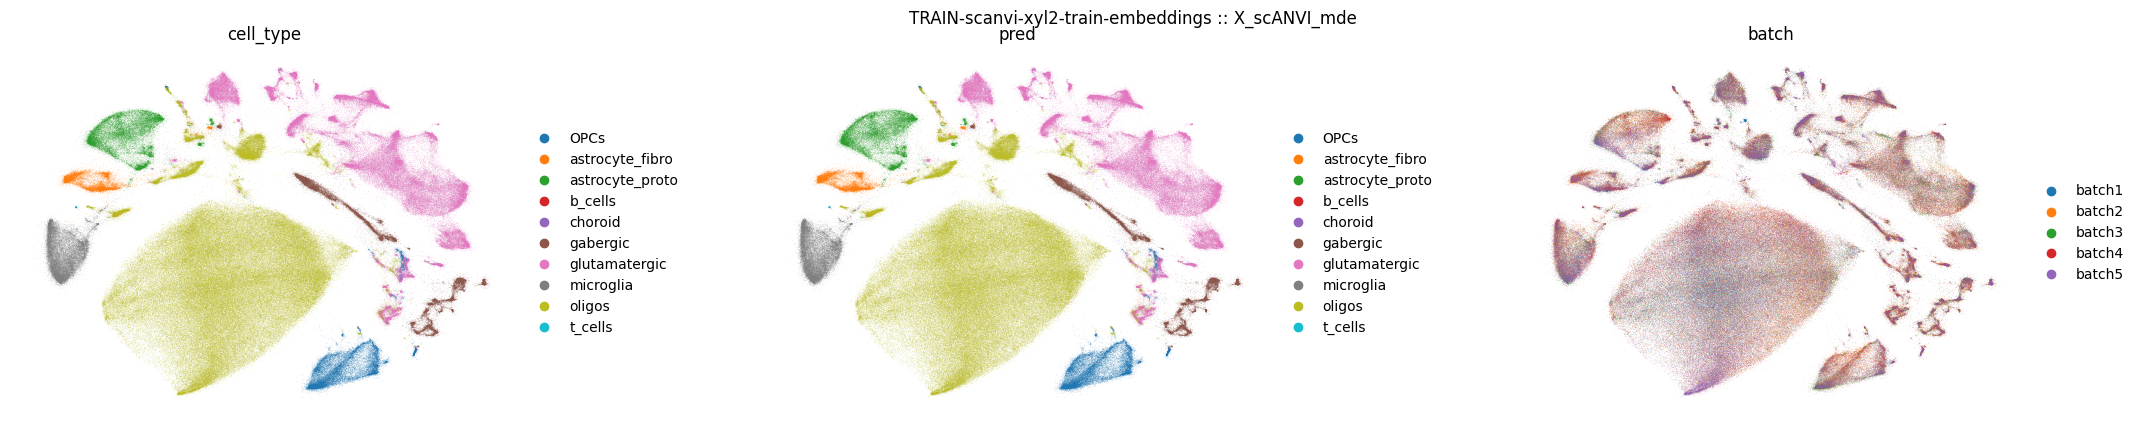 TRAIN-scanvi-xyl2-train-embeddings :: X_scANVI_mde
cell_type
OPCs
astrocyte_fibro
astrocyte_proto
b_cells
choroid
gabergic
glutamatergic
microglia
oligos
t_cells
pred
OPCs
astrocyte_fibro
astrocyte_proto
b_cells
choroid
gabergic
glutamatergic
microglia
oligos
t_cells
batch
batch1
batch2
batch3
batch4
batch5